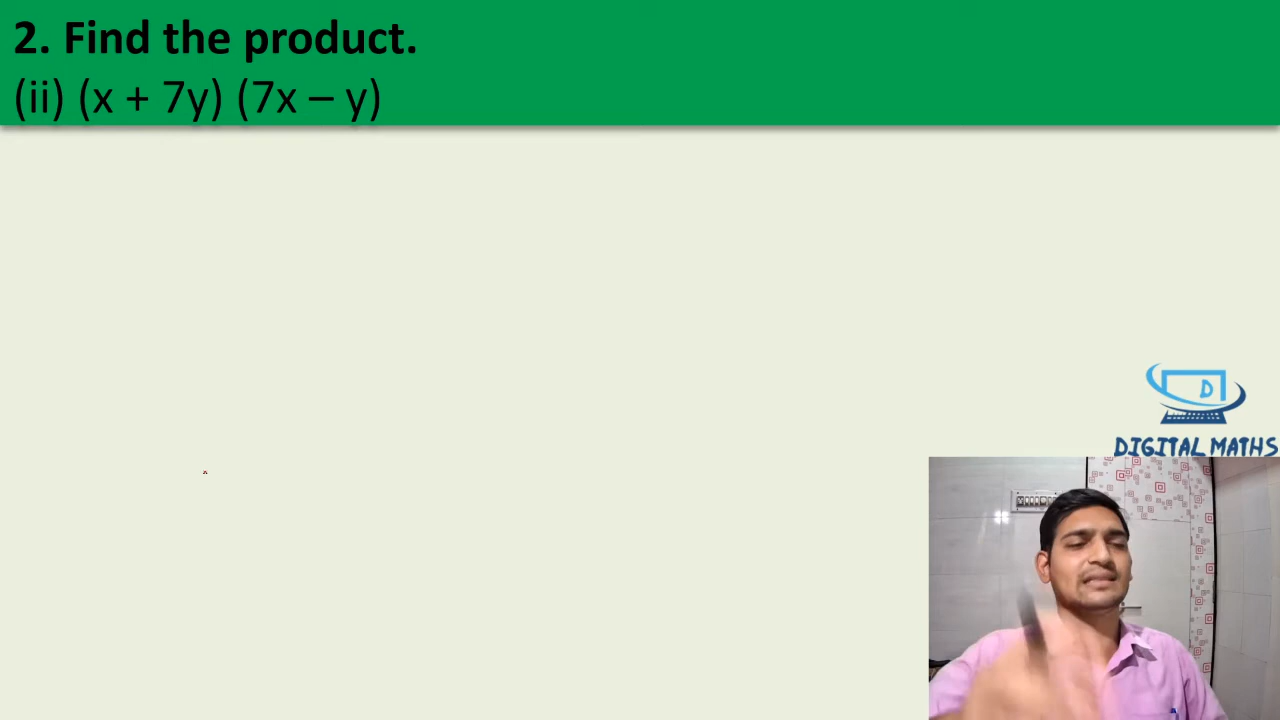 2. Find the product.
(ii) (x + 7y) (7x – y)
D
DIGITAL MATHS